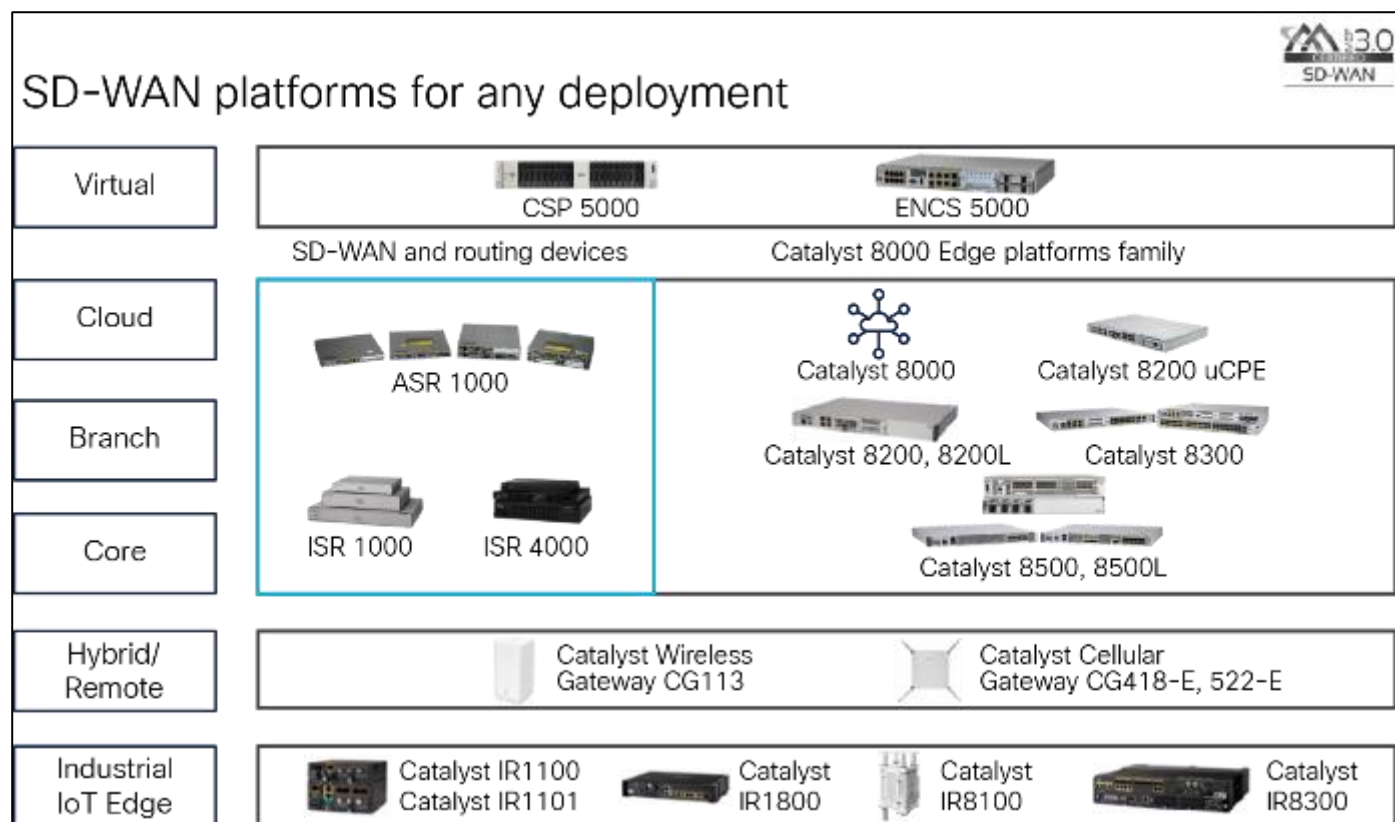 3.0
CERTIFIED
SD-WAN
SD-WAN platforms for any deployment
Virtual
CSP 5000
ENCS 5000
SD-WAN and routing devices
Catalyst 8000 Edge platforms family
Cloud
ASR 1000
Catalyst 8000
Catalyst 8200 uCPE
Branch
Catalyst 8200, 8200L
Catalyst 8300
Core
ISR 1000
ISR 4000
Catalyst 8500, 8500L
Hybrid/
Remote
Catalyst Wireless
Gateway CG113
Catalyst Cellular
Gateway CG418-E, 522-E
Industrial
IoT Edge
Catalyst IR1100
Catalyst IR1101
Catalyst
IR1800
Catalyst
IR8100
Catalyst
IR8300